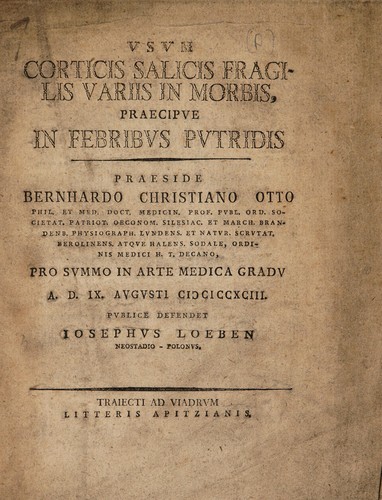 VSVM
CORTICIS SALICIS FRAGI-
LIS VARIIS IN MORBIS,
PRAECIPVE
IN FEBRIBVS PVTRIDIS
PRAESIDE
BERNHARDO CHRISTIANO OTTO
PHIL. ET MED. DOCT. MEDICIN. PROF. PVBL. ORD. SO-
CIETAT. PATRIOT. OECONOM. SILESIAC. ET MARCH. BRAN-
DENB. PHYSIOGRAPH. LVNDENS. ET NATVR. SCRVTAT.
BEROLINENS. ATQVE HALENS. SODALE, ORDI-
NIS MEDICI H. T. DECANO,
PRO SVMMO IN ARTE MEDICA GRADV
A. D. IX. AVGVSTI CIƆIƆCCXCIII.
PVBLICE DEFENDET
IOSEPHVS LOEBEN
NEOSTADIO - POLONVS.
TRAIECTI AD VIADRVM
LITTERIS APITZIANIS.